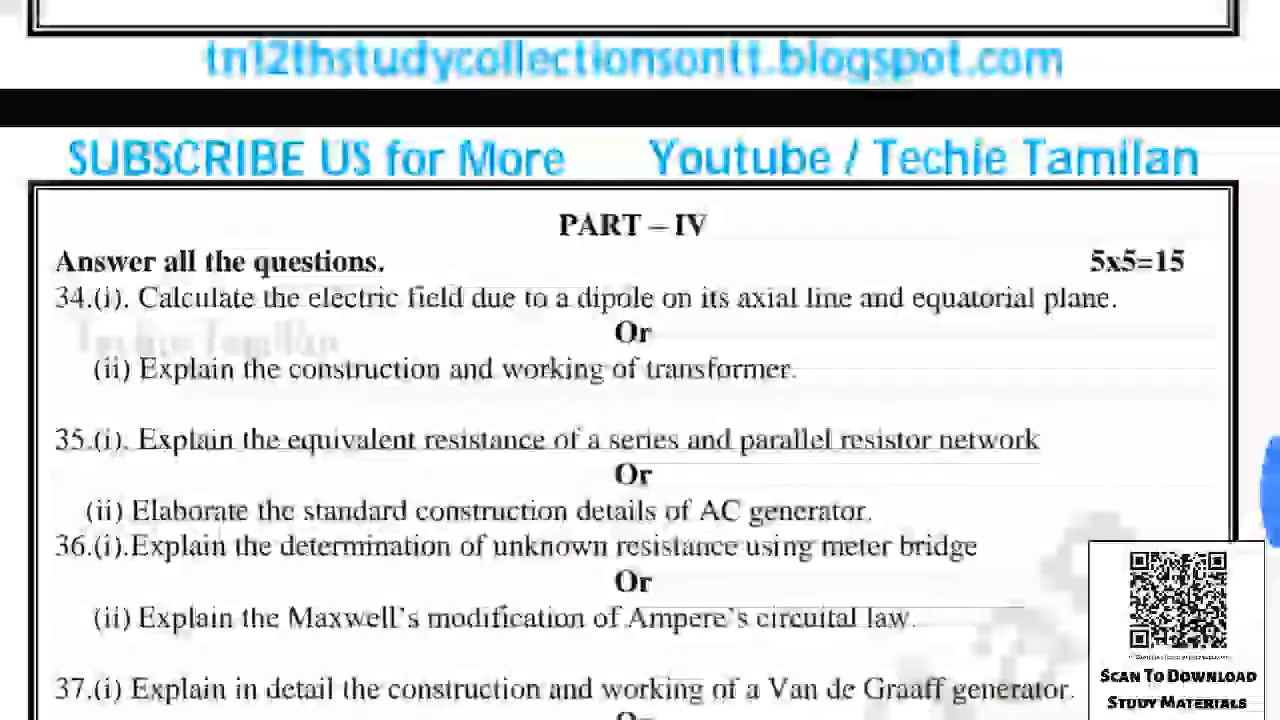 tn12thstudycollectionsontt.blogspot.com
SUBSCRIBE US for More Youtube / Techie Tamilan
PART – IV
Answer all the questions. 5x5=15
34.(i). Calculate the electric field due to a dipole on its axial line and equatorial plane.
Or
Techie Tamilan
(ii) Explain the construction and working of transformer.
35.(i). Explain the equivalent resistance of a series and parallel resistor network
Or
(ii) Elaborate the standard construction details of AC generator.
36.(i).Explain the determination of unknown resistance using meter bridge
Or
(ii) Explain the Maxwell's modification of Ampere's circuital law.
37.(i) Explain in detail the construction and working of a Van de Graaff generator.
Or
SCAN TO DOWNLOAD
STUDY MATERIALS